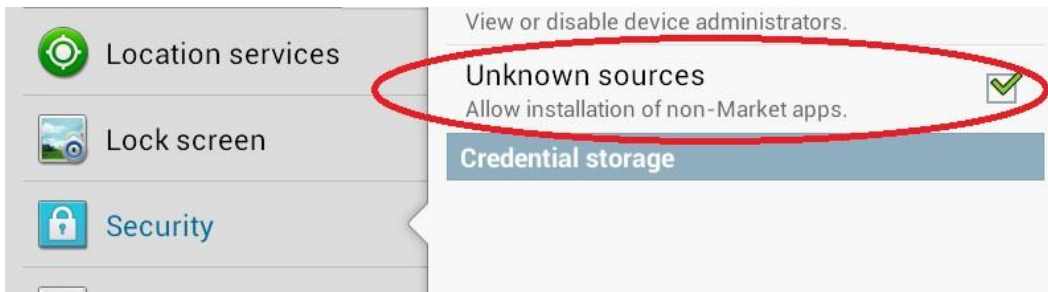 Location services
Lock screen
Security
View or disable device administrators.
Unknown sources
Allow installation of non-Market apps.
Credential storage